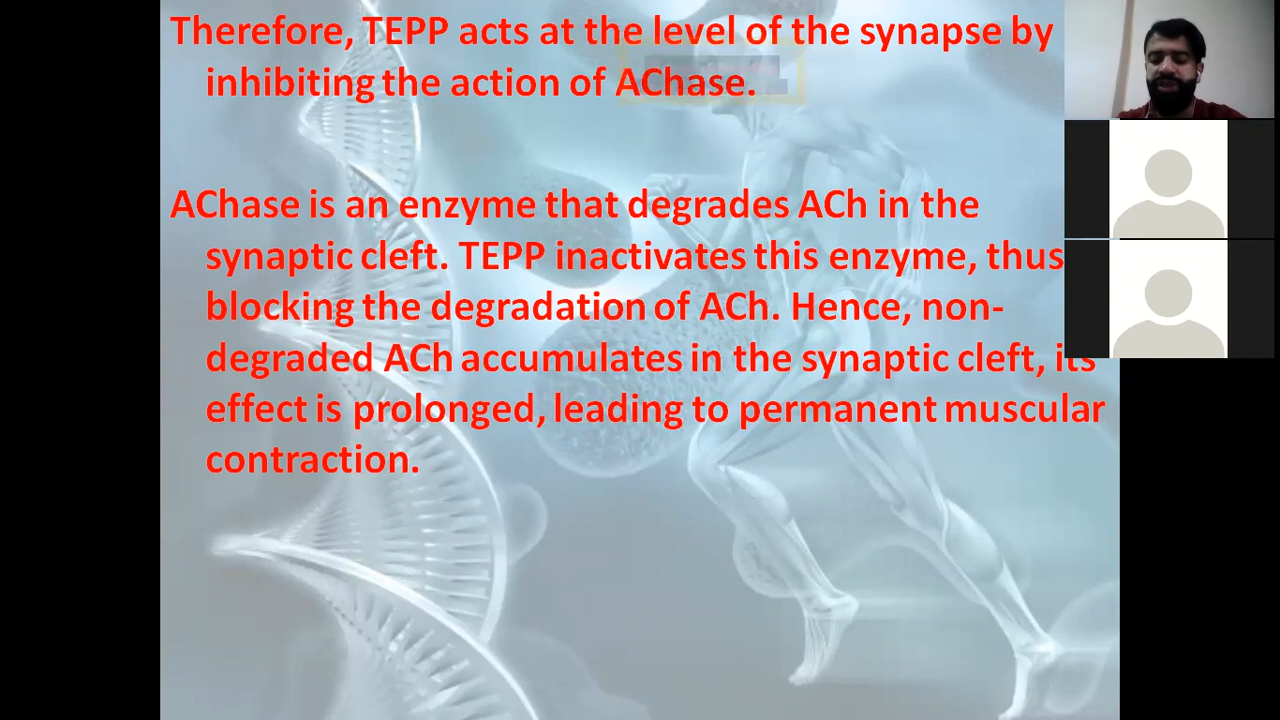 Therefore, TEPP acts at the level of the synapse by
inhibiting the action of AChase.
AChase is an enzyme that degrades ACh in the
synaptic cleft. TEPP inactivates this enzyme, thus
blocking the degradation of ACh. Hence, non-
degraded ACh accumulates in the synaptic cleft, its
effect is prolonged, leading to permanent muscular
contraction.